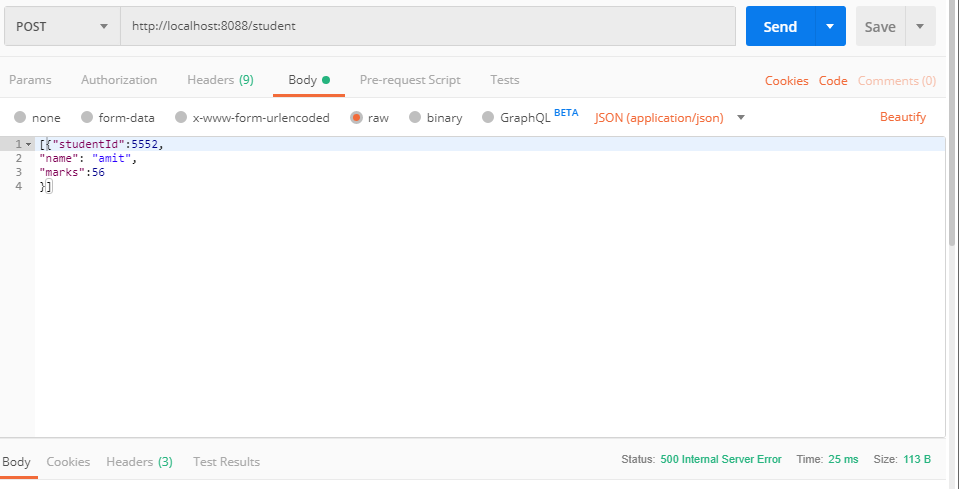 POST http://localhost:8088/student Send Save
Params Authorization Headers (9) Body Pre-request Script Tests Cookies Code Comments (0)
none form-data x-www-form-urlencoded raw binary GraphQL BETA JSON (application/json) Beautify
1 [{"studentId":5552,
2 "name": "amit",
3 "marks":56
4 }]
Body Cookies Headers (3) Test Results Status: 500 Internal Server Error Time: 25 ms Size: 113 B